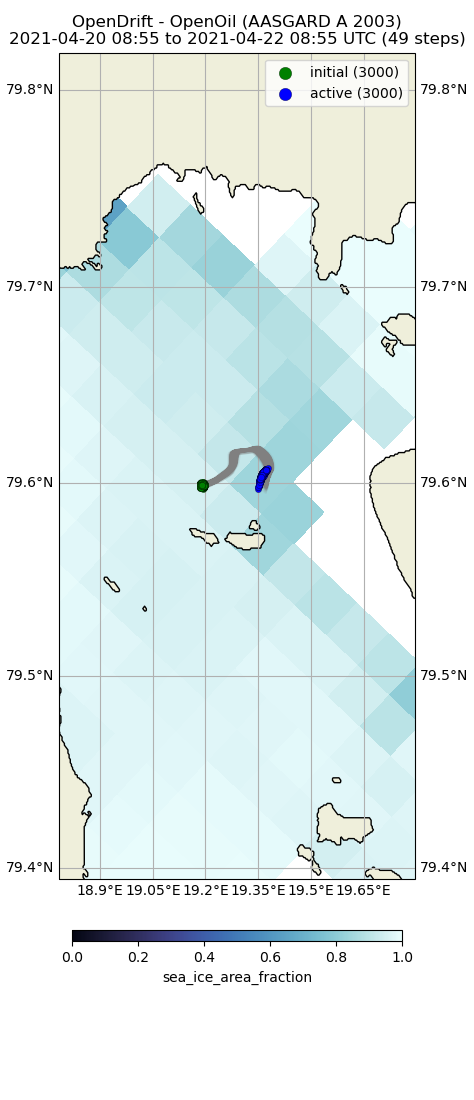 OpenDrift - OpenOil (AASGARD A 2003)
2021-04-20 08:55 to 2021-04-22 08:55 UTC (49 steps)
initial (3000)
active (3000)
79.8°N 79.8°N
79.7°N 79.7°N
79.6°N 79.6°N
79.5°N 79.5°N
79.4°N 79.4°N
18.9°E 19.05°E 19.2°E 19.35°E 19.5°E 19.65°E
0.0 0.2 0.4 0.6 0.8 1.0
sea_ice_area_fraction